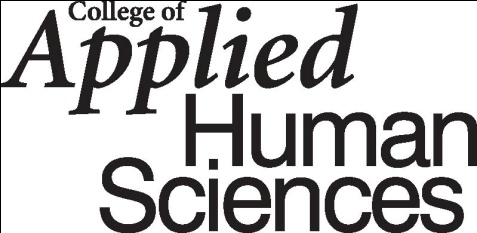 College of
Applied
Human
Sciences